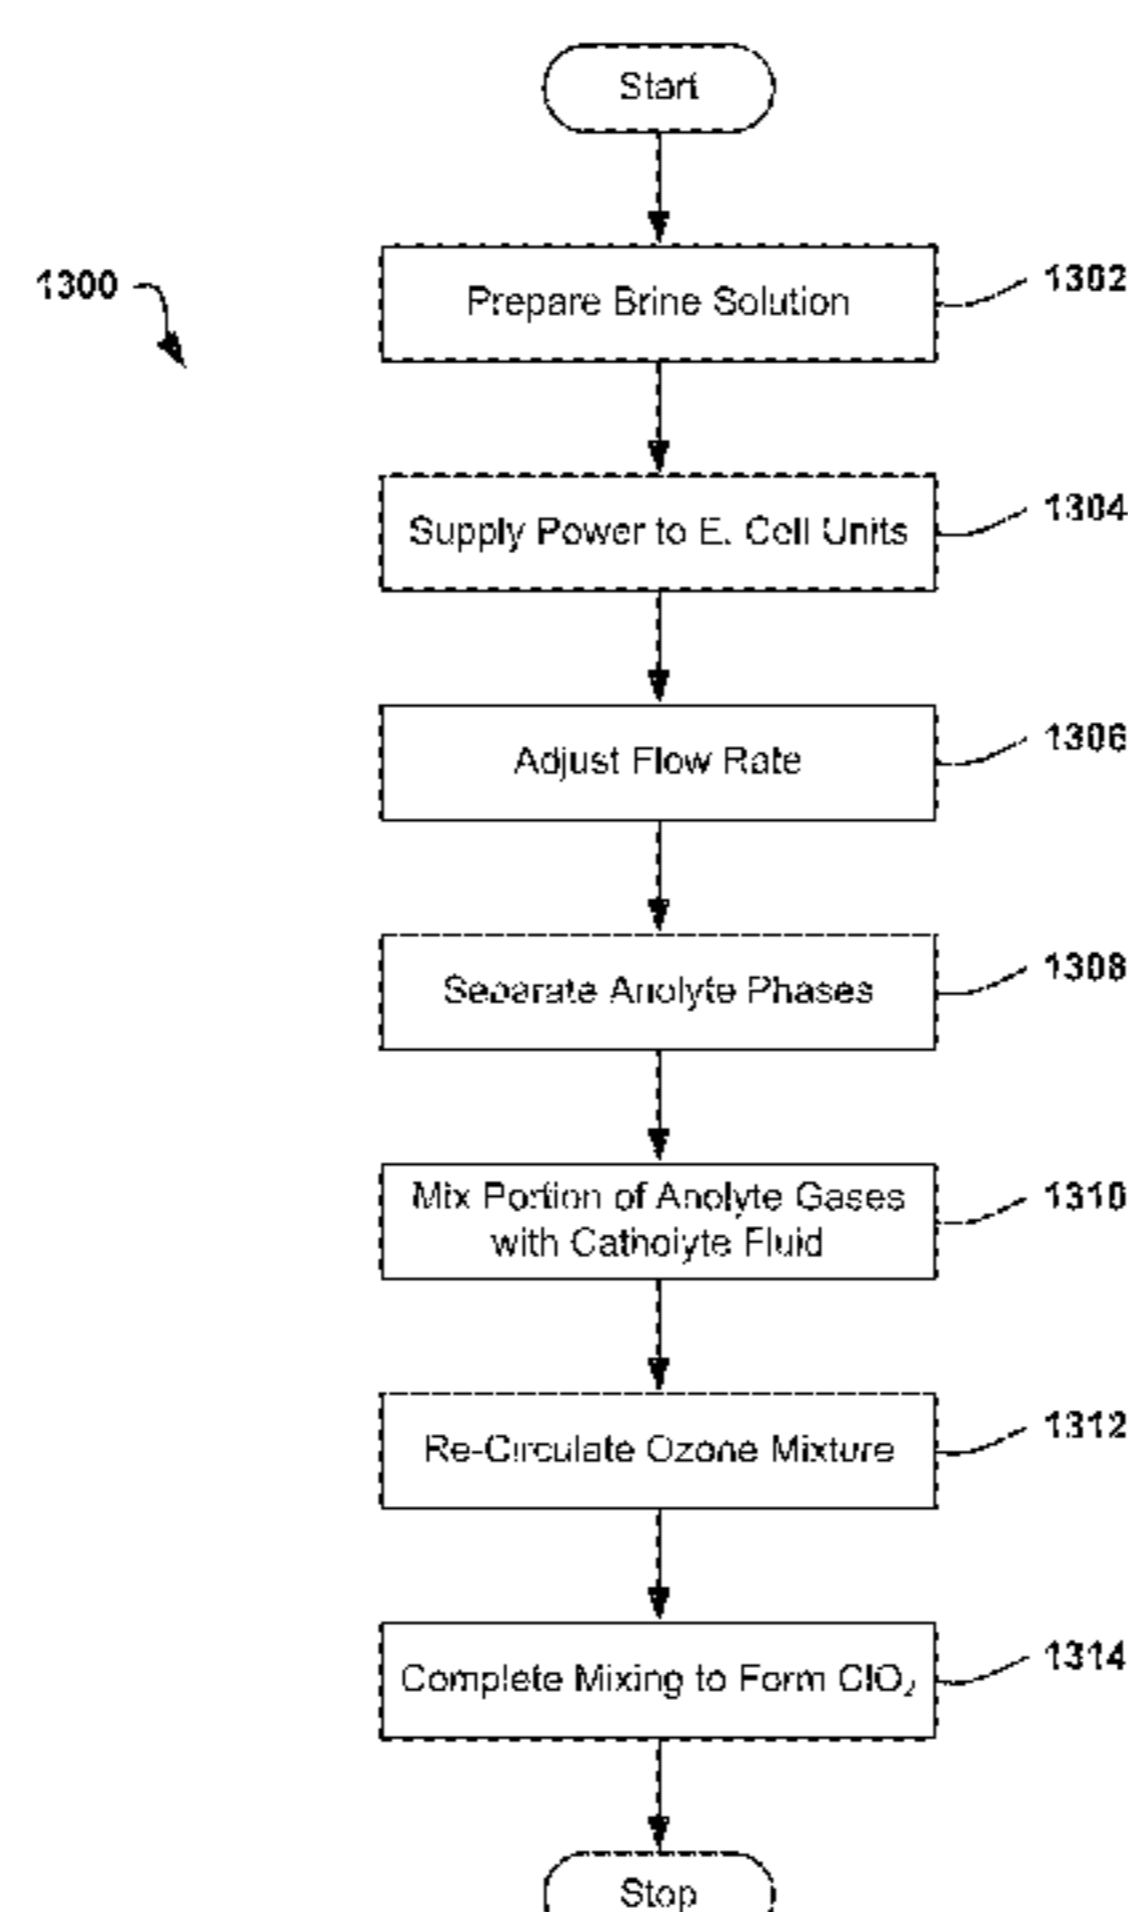 Start
1300
Prepare Brine Solution
1302
Supply Power to E. Cell Units
1304
Adjust Flow Rate
1306
Separate Anolyte Phases
1308
Mix Portion of Anolyte Gases
with Catholyte Fluid
1310
Re-Circulate Ozone Mixture
1312
Complete Mixing to Form ClO₂
1314
Stop